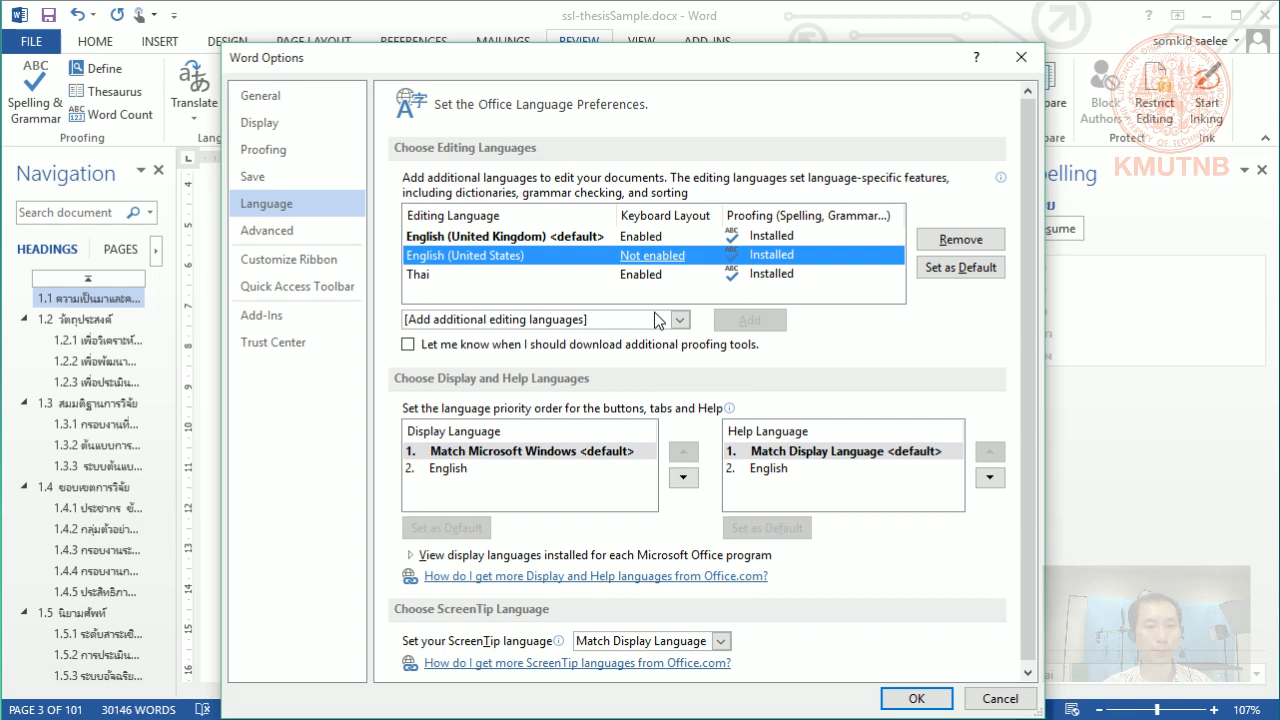 ssl-thesisSample.docx - Word
FILE HOME INSERT DESIGN PAGE LAYOUT REFERENCES MAILINGS REVIEW VIEW ADD-INS somkid saelee
Spelling & Grammar
Define
Thesaurus
Word Count
Proofing
Translate
Lang
pare
Block Authors
Restrict Editing
Start Inking
pare
Protect
Ink
KMUTNB
Navigation
Search document
HEADINGS PAGES
1.1 ความเป็นมาและค...
1.2 วัตถุประสงค์
1.2.1 เพื่อวิเคราะห์...
1.2.2 เพื่อพัฒนา...
1.2.3 เพื่อประเมิน...
1.3 สมมติฐานการวิจัย
1.3.1 กรอบงานที่...
1.3.2 ต้นแบบการ...
1.3.3 ระบบต้นแบ...
1.4 ขอบเขตการวิจัย
1.4.1 ประชากร ข้...
1.4.2 กลุ่มตัวอย่า...
1.4.3 กรอบงานระ...
1.4.4 กรอบงานก...
1.4.5 ประสิทธิภา...
1.5 นิยามศัพท์
1.5.1 ระดับสาระเชิ...
1.5.2 การประเมิน...
1.5.3 ระบบอัจฉริย...
Word Options
General
Display
Proofing
Save
Language
Advanced
Customize Ribbon
Quick Access Toolbar
Add-Ins
Trust Center
Set the Office Language Preferences.
Choose Editing Languages
Add additional languages to edit your documents. The editing languages set language-specific features,
including dictionaries, grammar checking, and sorting
Editing Language Keyboard Layout Proofing (Spelling, Grammar...)
English (United Kingdom) <default> Enabled Installed
English (United States) Not enabled Installed
Thai Enabled Installed
Remove
Set as Default
[Add additional editing languages] Add
Let me know when I should download additional proofing tools.
Choose Display and Help Languages
Set the language priority order for the buttons, tabs and Help
Display Language
1. Match Microsoft Windows <default>
2. English
Set as Default
Help Language
1. Match Display Language <default>
2. English
Set as Default
View display languages installed for each Microsoft Office program
How do I get more Display and Help languages from Office.com?
Choose ScreenTip Language
Set your ScreenTip language Match Display Language
How do I get more ScreenTip languages from Office.com?
OK Cancel
pelling
sume
PAGE 3 OF 101 30146 WORDS 107%